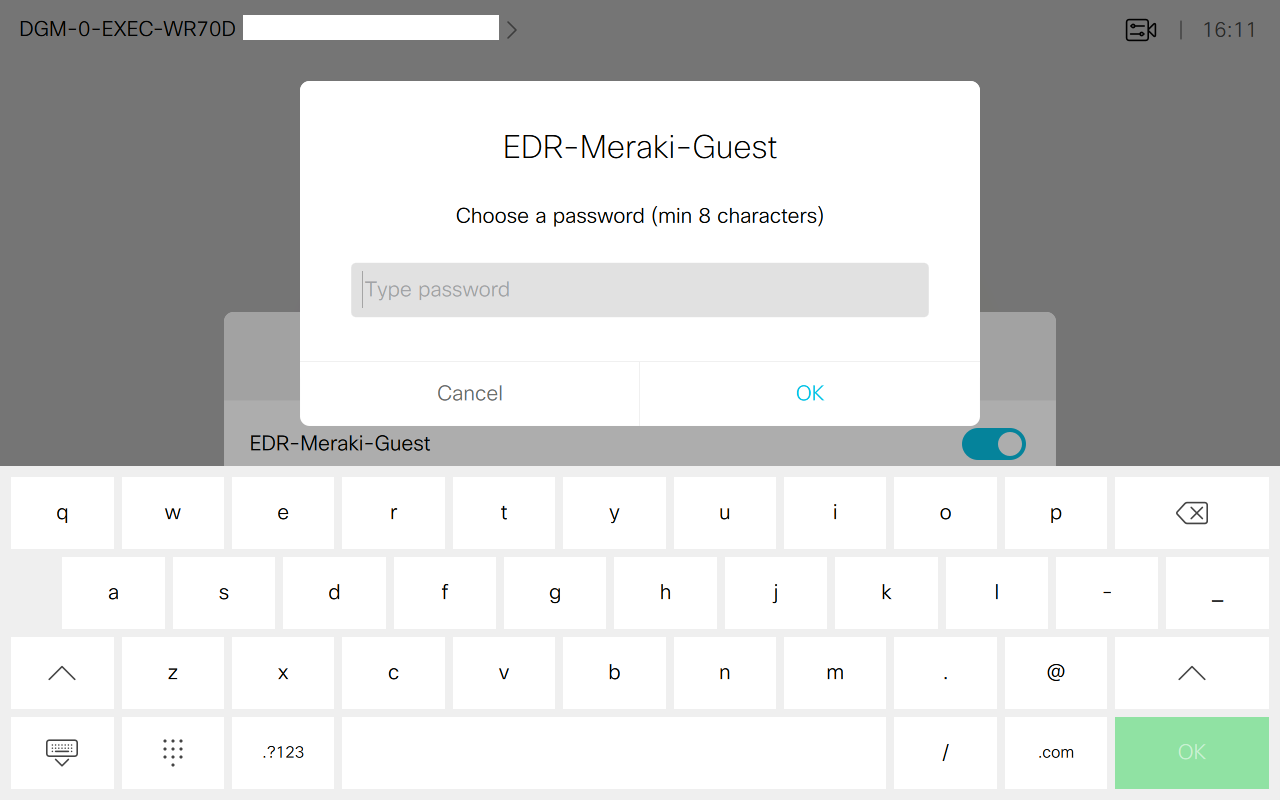 DGM-0-EXEC-WR70D
| 16:11
EDR-Meraki-Guest
Choose a password (min 8 characters)
Type password
Cancel OK
EDR-Meraki-Guest
q w e r t y u i o p
a s d f g h j k l - _
z x c v b n m . @
.?123 / .com OK